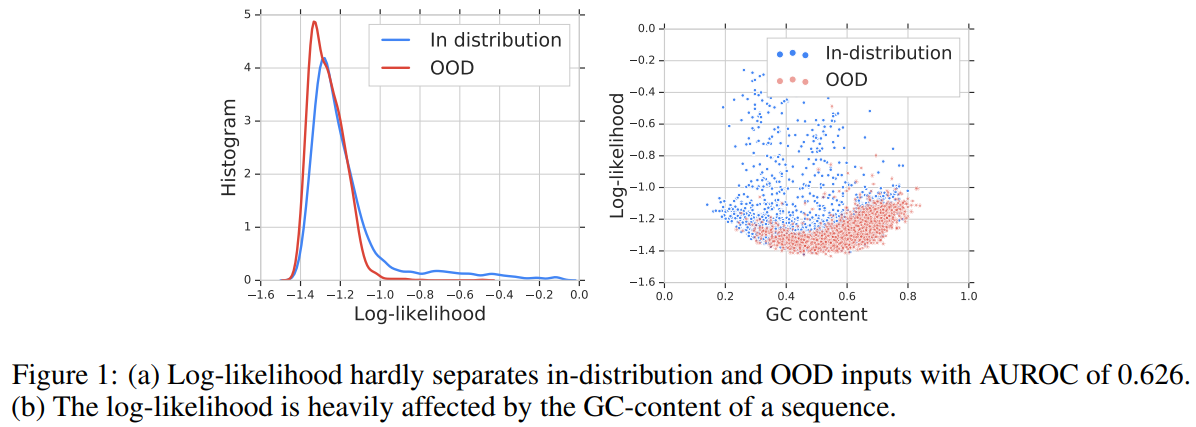 5
4
3
2
1
0
−1.6 −1.4 −1.2 −1.0 −0.8 −0.6 −0.4 −0.2 0.0
Histogram
Log-likelihood
In distribution
OOD
0.0
−0.2
−0.4
−0.6
−0.8
−1.0
−1.2
−1.4
−1.6
0.0 0.2 0.4 0.6 0.8 1.0
Log-likelihood
GC content
In-distribution
OOD
Figure 1: (a) Log-likelihood hardly separates in-distribution and OOD inputs with AUROC of 0.626.
(b) The log-likelihood is heavily affected by the GC-content of a sequence.